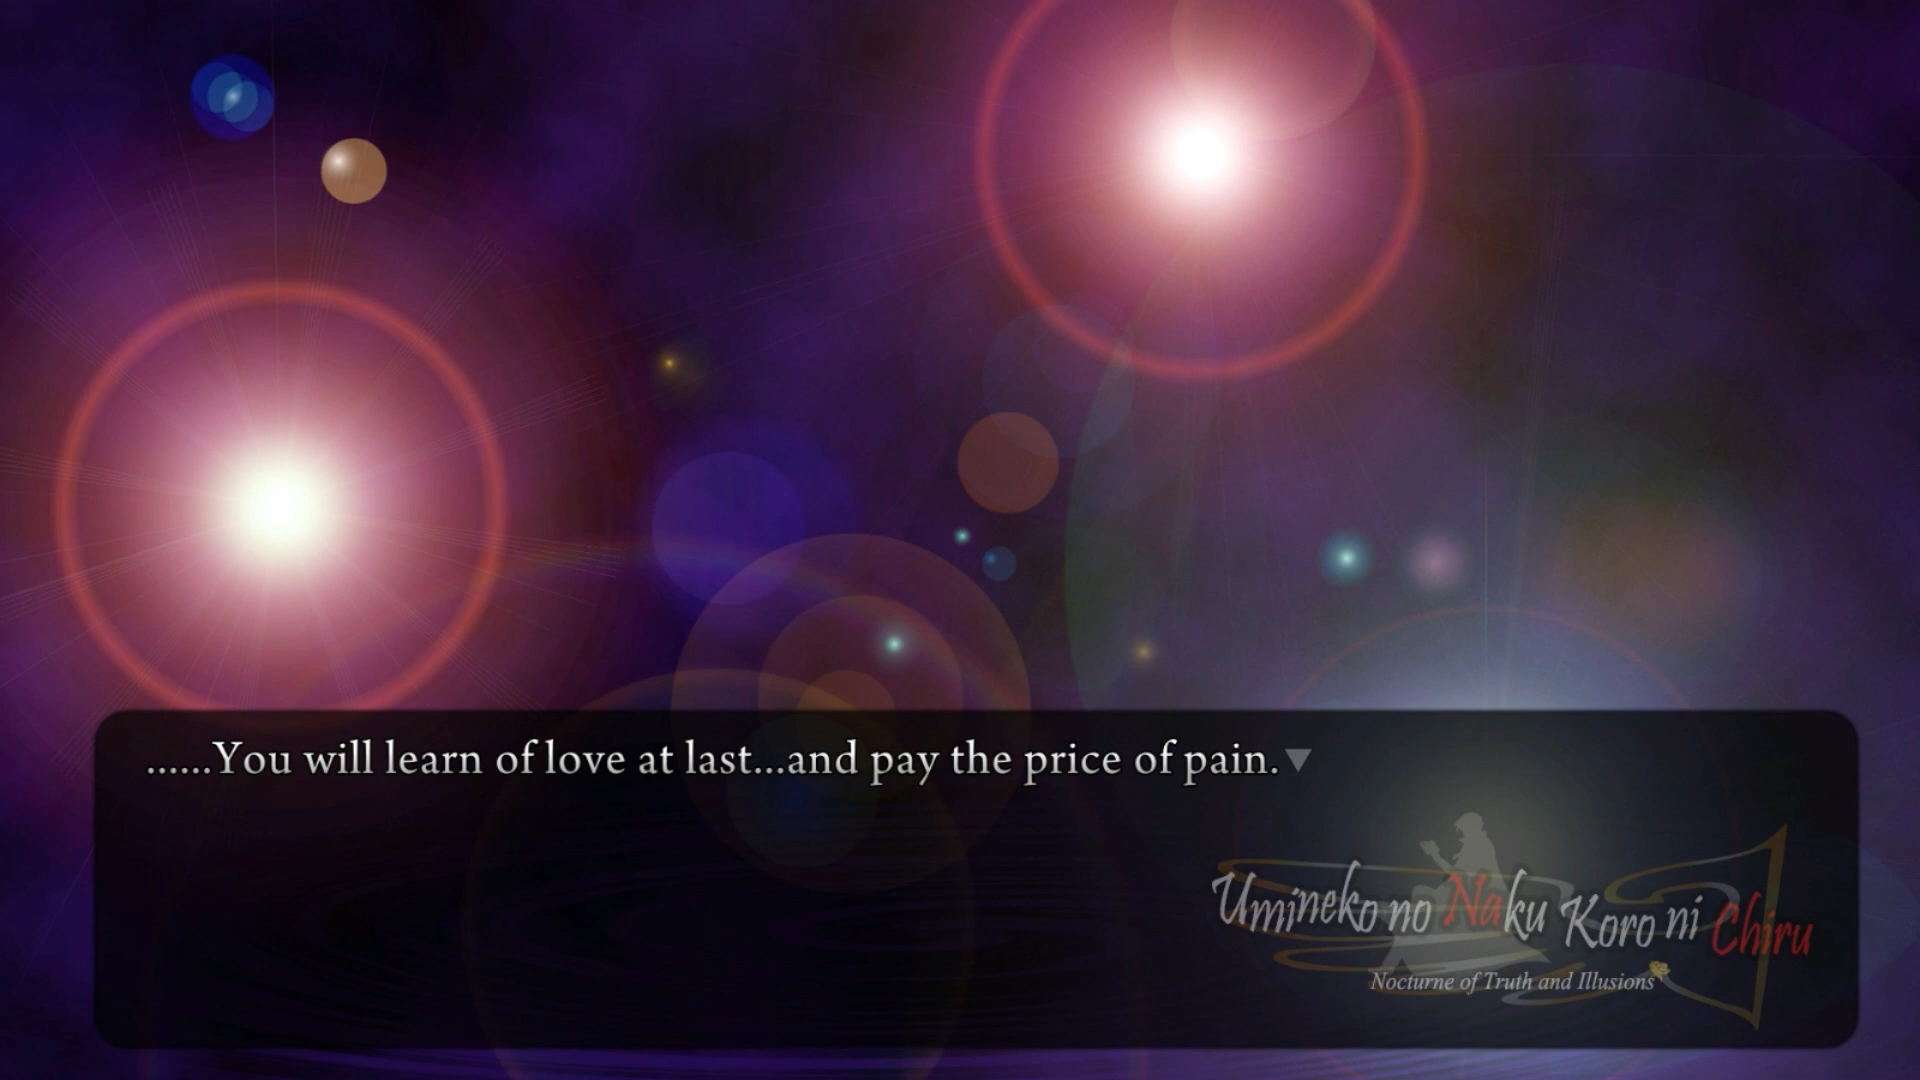 ......You will learn of love at last...and pay the price of pain.
Umineko no Naku Koro ni Chiru
Nocturne of Truth and Illusions